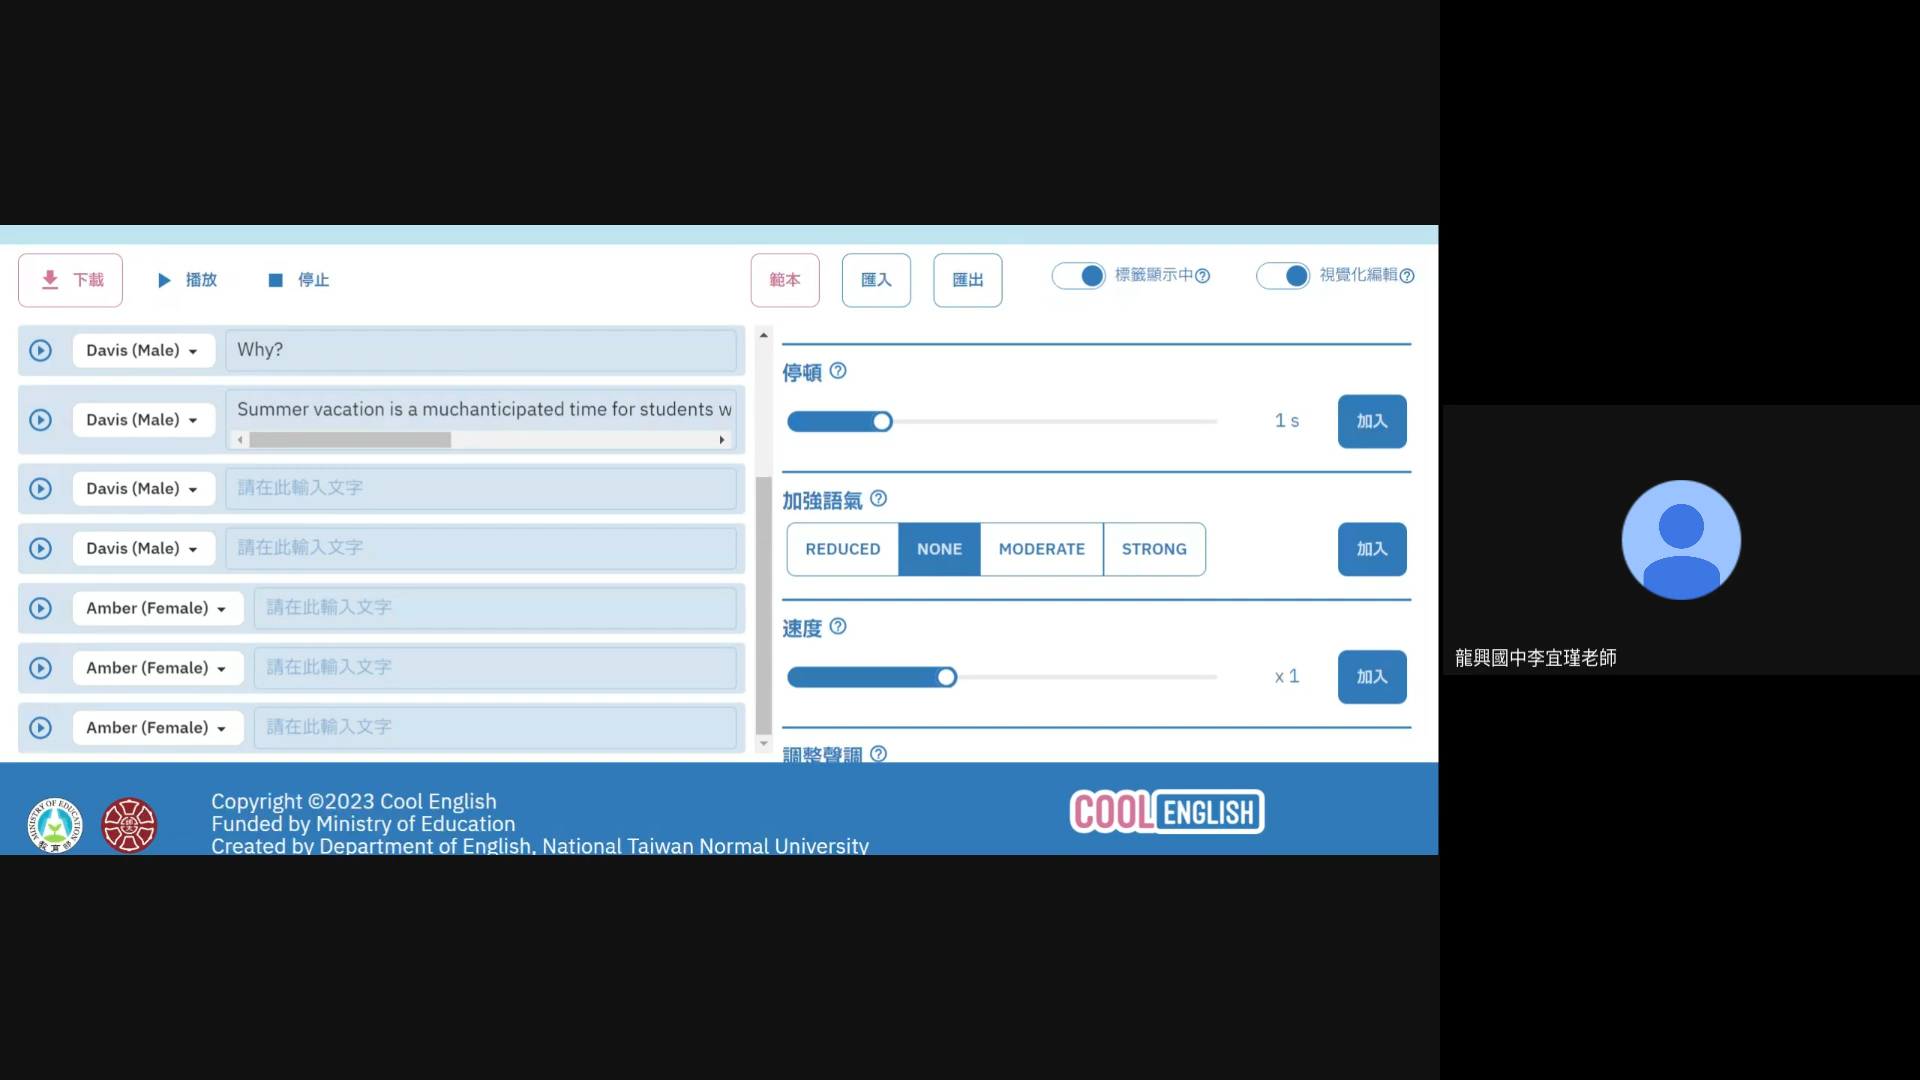 下載
播放
停止
範本
匯入
匯出
標籤顯示中
視覺化編輯
Davis (Male)
Why?
Davis (Male)
Summer vacation is a muchanticipated time for students w
Davis (Male)
請在此輸入文字
Davis (Male)
請在此輸入文字
Amber (Female)
請在此輸入文字
Amber (Female)
請在此輸入文字
Amber (Female)
請在此輸入文字
停頓
1 s
加入
加強語氣
REDUCED
NONE
MODERATE
STRONG
加入
速度
x 1
加入
調整聲調
MINISTRY OF EDUCATION
教育部
Copyright ©2023 Cool English
Funded by Ministry of Education
Created by Department of English, National Taiwan Normal University
COOL ENGLISH
龍興國中李宜瑾老師